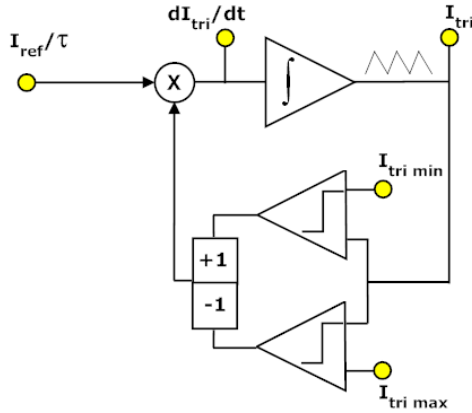 dI_tri/dt
I_tri
I_ref/τ
X
∫
I_tri min
+1
-1
I_tri max